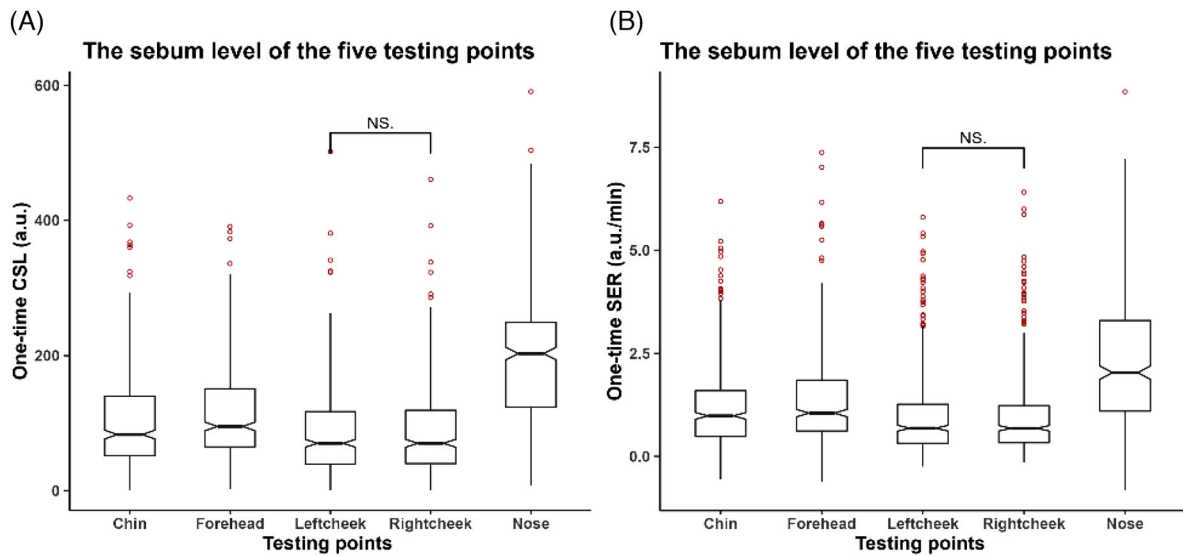 (A)
The sebum level of the five testing points
One-time CSL (a.u.)
600
400
200
0
NS.
Chin Forehead Leftcheek Rightcheek Nose
Testing points
(B)
The sebum level of the five testing points
One-time SER (a.u./min)
7.5
5.0
2.5
0.0
NS.
Chin Forehead Leftcheek Rightcheek Nose
Testing points